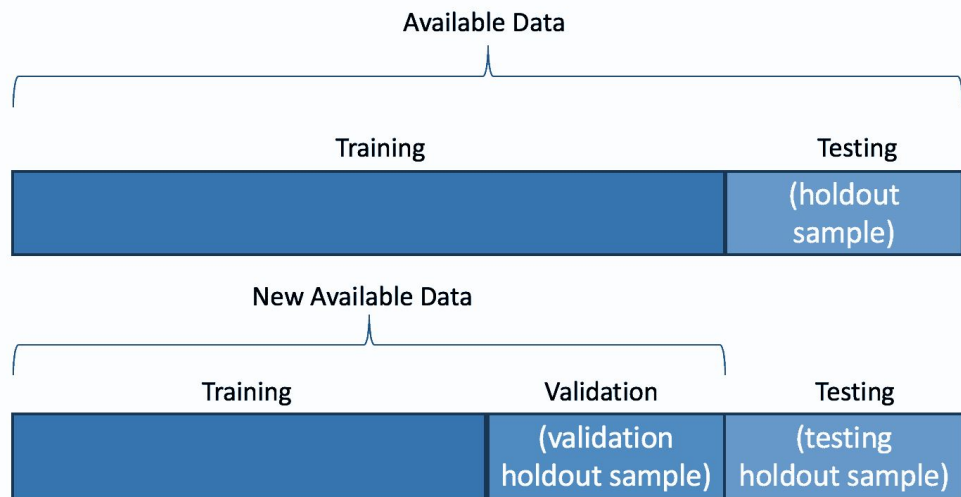 Available Data
Training
Testing
(holdout
sample)
New Available Data
Training
Validation
Testing
(validation
holdout sample)
(testing
holdout sample)